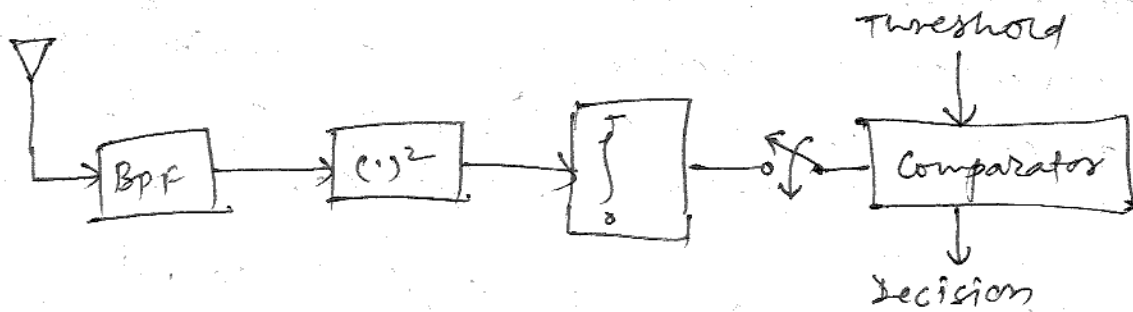 Threshold
BPF
(·)²
∫
T
0
Comparator
Decision